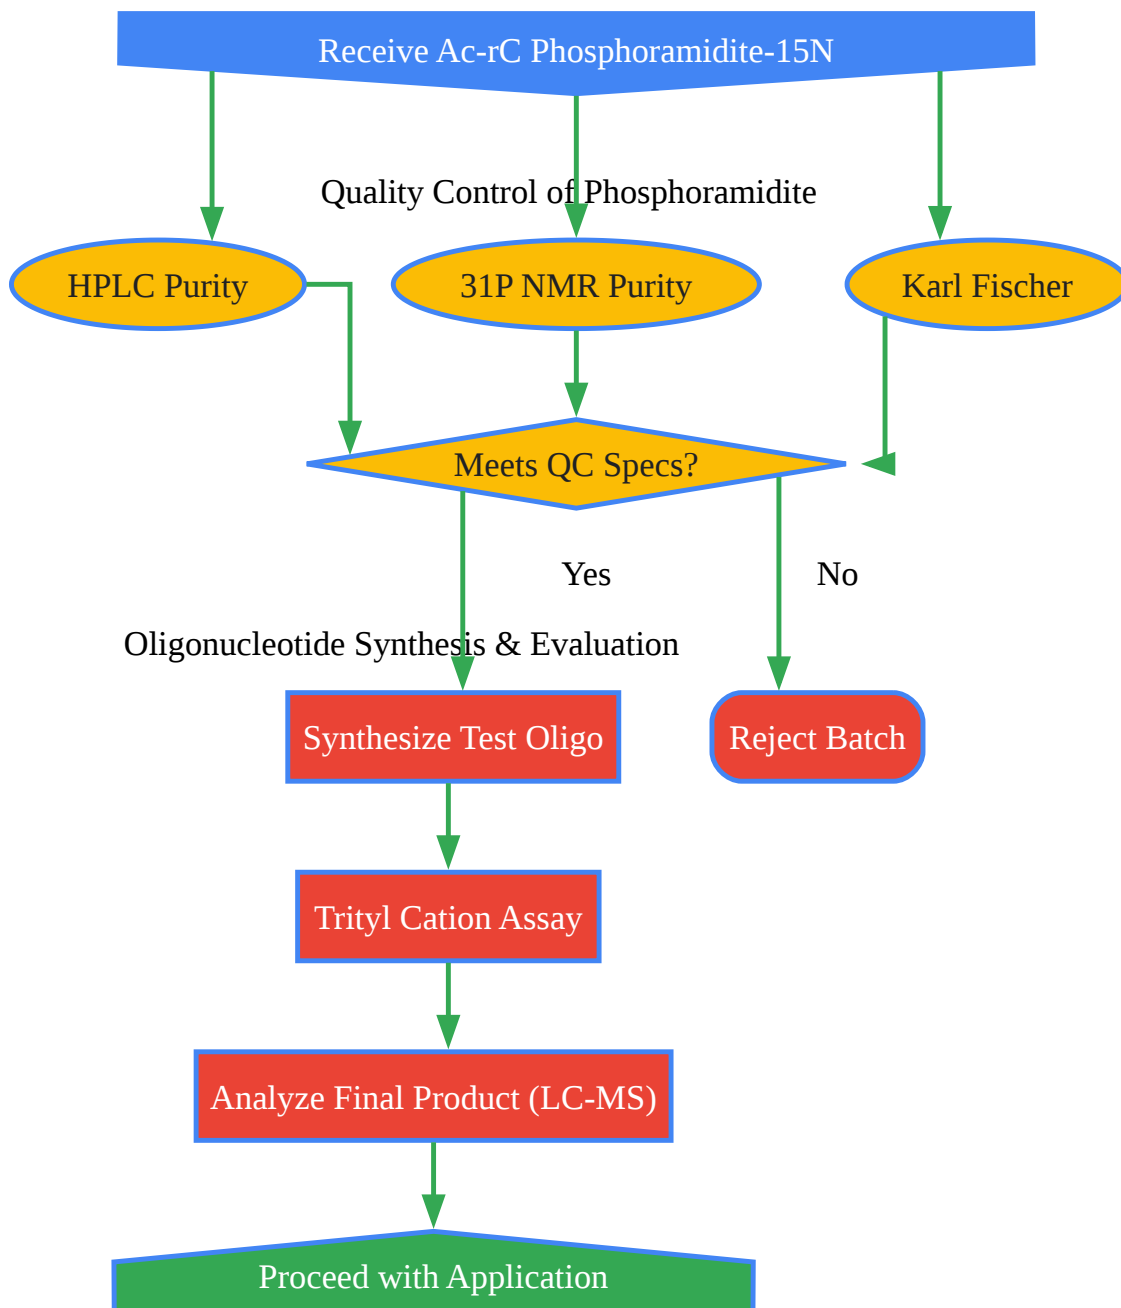 Receive Ac-rC Phosphoramidite-15N
Quality Control of Phosphoramidite
HPLC Purity
31P NMR Purity
Karl Fischer
Meets QC Specs?
Yes
No
Oligonucleotide Synthesis & Evaluation
Synthesize Test Oligo
Reject Batch
Trityl Cation Assay
Analyze Final Product (LC-MS)
Proceed with Application